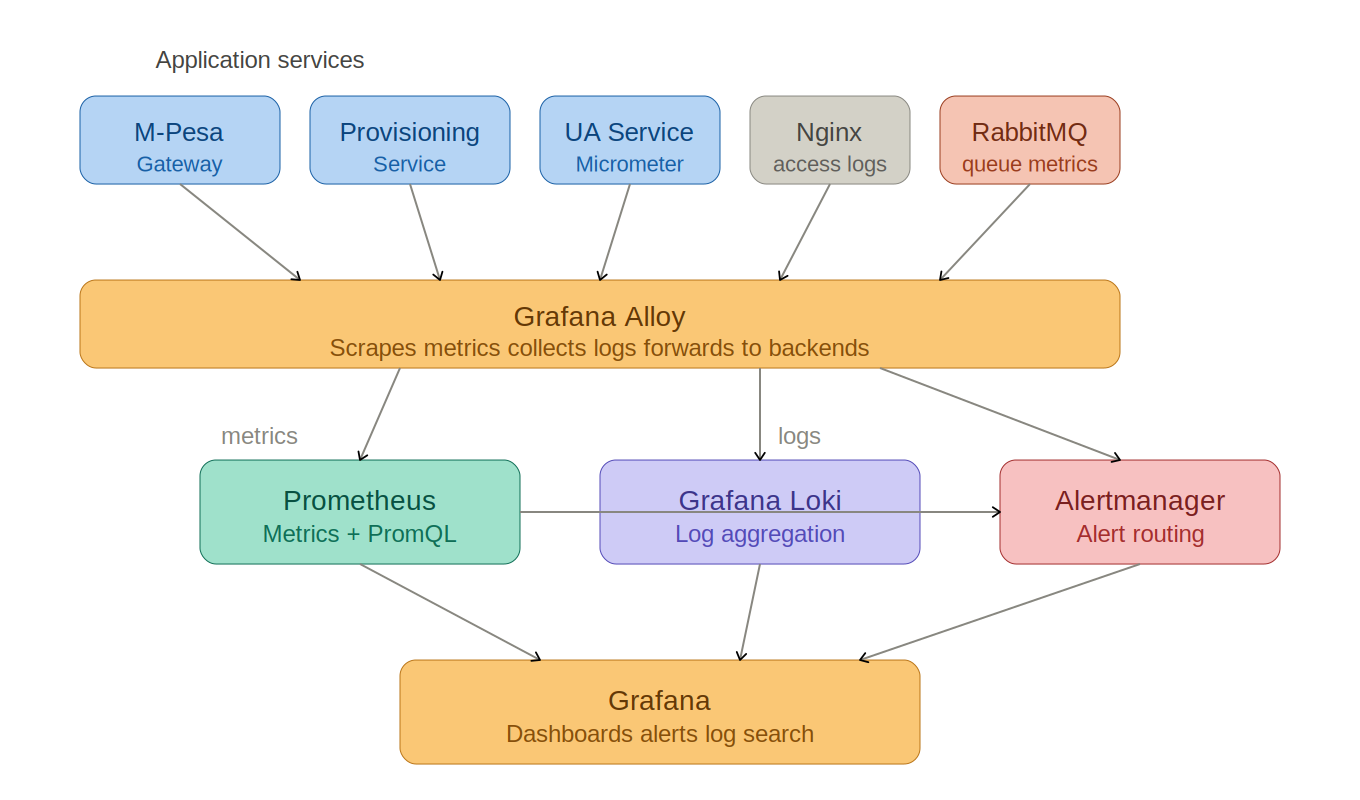 Application services
M-Pesa
Gateway
Provisioning
Service
UA Service
Micrometer
Nginx
access logs
RabbitMQ
queue metrics
Grafana Alloy
Scrapes metrics collects logs forwards to backends
metrics
logs
Prometheus
Metrics + PromQL
Grafana Loki
Log aggregation
Alertmanager
Alert routing
Grafana
Dashboards alerts log search